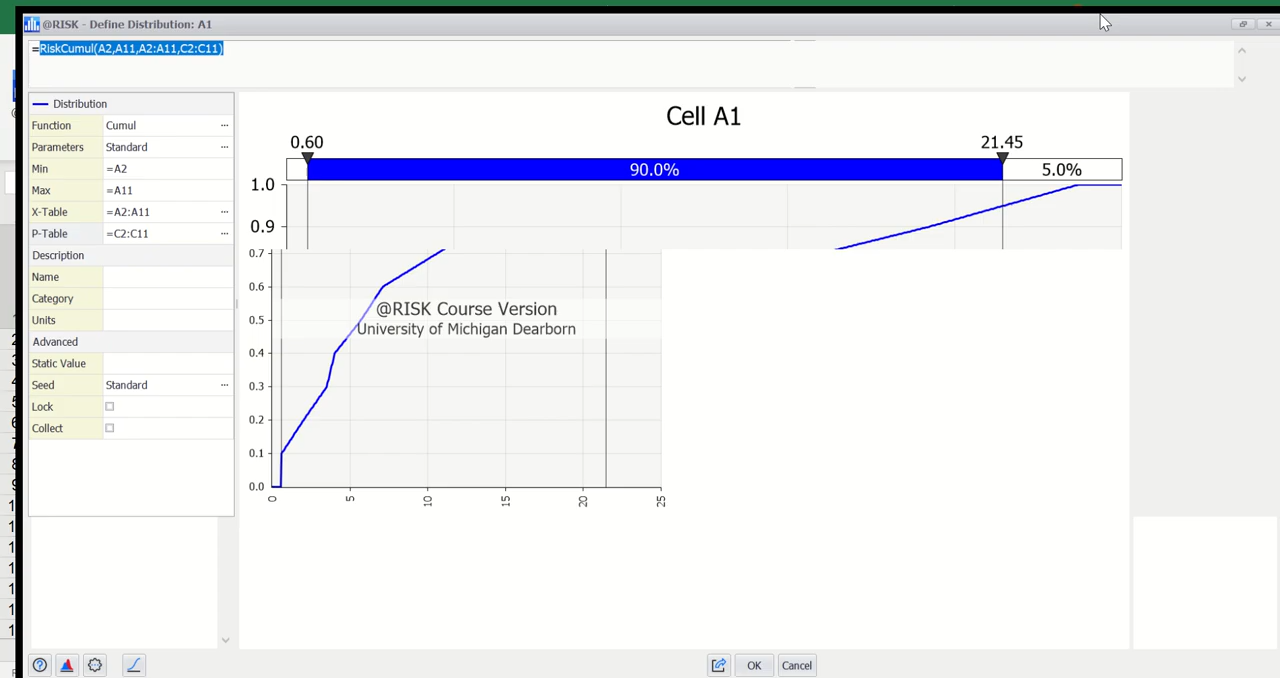 @RISK - Define Distribution: A1
=RiskCumul(A2,A11,A2:A11,C2:C11)
Distribution
Function Cumul ...
Parameters Standard ...
Min =A2
Max =A11
X-Table =A2:A11 ...
P-Table =C2:C11 ...
Description
Name
Category
Units
Advanced
Static Value
Seed Standard ...
Lock
Collect
Cell A1
0.60 21.45
90.0% 5.0%
1.0
0.9
0.7
0.6
0.5
0.4
0.3
0.2
0.1
0.0
@RISK Course Version
University of Michigan Dearborn
0 5 10 15 20 25
OK Cancel